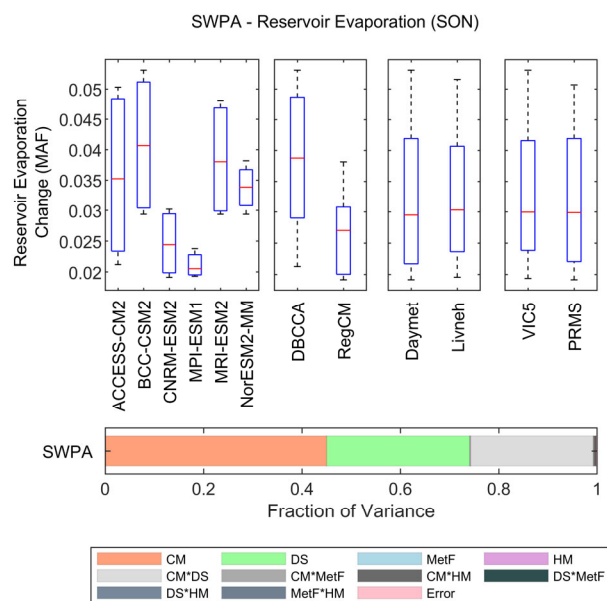 SWPA - Reservoir Evaporation (SON)
Reservoir Evaporation
Change (MAF)
0.05
0.045
0.04
0.035
0.03
0.025
0.02
ACCESS-CM2
BCC-CSM2
CNRM-ESM2
MPI-ESM1
MRI-ESM2
NorESM2-MM
DBCCA
RegCM
Daymet
Livneh
VIC5
PRMS
SWPA
0 0.2 0.4 0.6 0.8 1
Fraction of Variance
CM DS MetF HM
CM*DS CM*MetF CM*HM DS*MetF
DS*HM MetF*HM Error